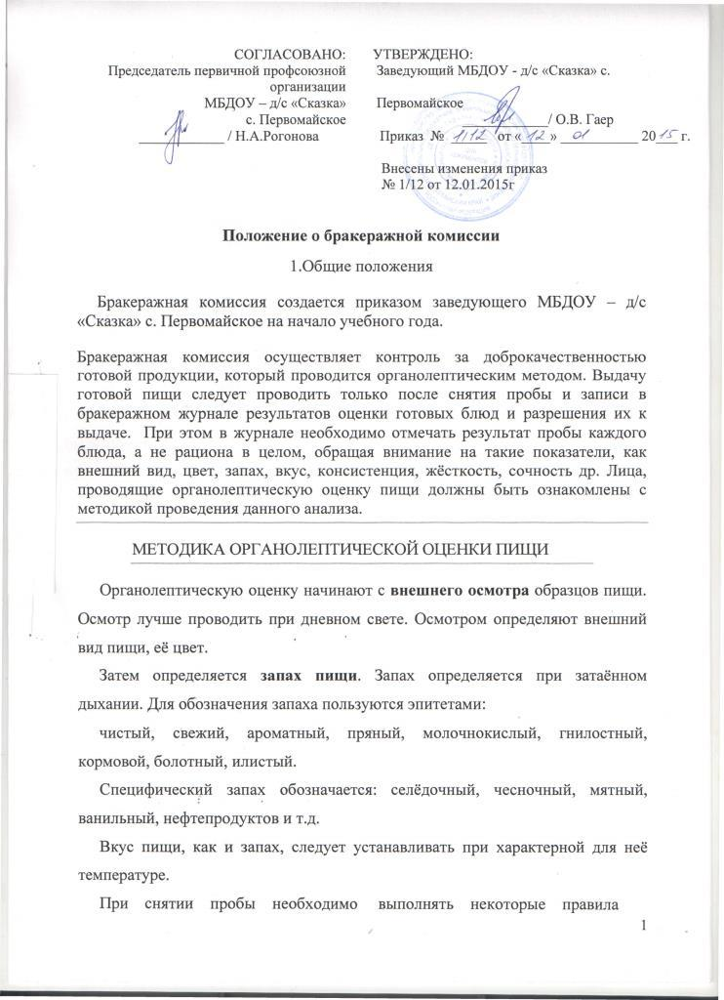 СОГЛАСОВАНО:
Председатель первичной профсоюзной
организации
МБДОУ – д/с «Сказка»
с. Первомайское
____________ / Н.А.Рогонова
УТВЕРЖДЕНО:
Заведующий МБДОУ - д/с «Сказка» с.
Первомайское
____________/ О.В. Гаер
Приказ № 1/12 от «12» 01 2015 г.
Внесены изменения приказ
№ 1/12 от 12.01.2015г
Положение о бракеражной комиссии
1.Общие положения
Бракеражная комиссия создается приказом заведующего МБДОУ – д/с
«Сказка» с. Первомайское на начало учебного года.
Бракеражная комиссия осуществляет контроль за доброкачественностью
готовой продукции, который проводится органолептическим методом. Выдачу
готовой пищи следует проводить только после снятия пробы и записи в
бракеражном журнале результатов оценки готовых блюд и разрешения их к
выдаче. При этом в журнале необходимо отмечать результат пробы каждого
блюда, а не рациона в целом, обращая внимание на такие показатели, как
внешний вид, цвет, запах, вкус, консистенция, жёсткость, сочность др. Лица,
проводящие органолептическую оценку пищи должны быть ознакомлены с
методикой проведения данного анализа.
МЕТОДИКА ОРГАНОЛЕПТИЧЕСКОЙ ОЦЕНКИ ПИЩИ
Органолептическую оценку начинают с внешнего осмотра образцов пищи.
Осмотр лучше проводить при дневном свете. Осмотром определяют внешний
вид пищи, её цвет.
Затем определяется запах пищи. Запах определяется при затаённом
дыхании. Для обозначения запаха пользуются эпитетами:
чистый, свежий, ароматный, пряный, молочнокислый, гнилостный,
кормовой, болотный, илистый.
Специфический запах обозначается: селёдочный, чесночный, мятный,
ванильный, нефтепродуктов и т.д.
Вкус пищи, как и запах, следует устанавливать при характерной для неё
температуре.
При снятии пробы необходимо выполнять некоторые правила
1